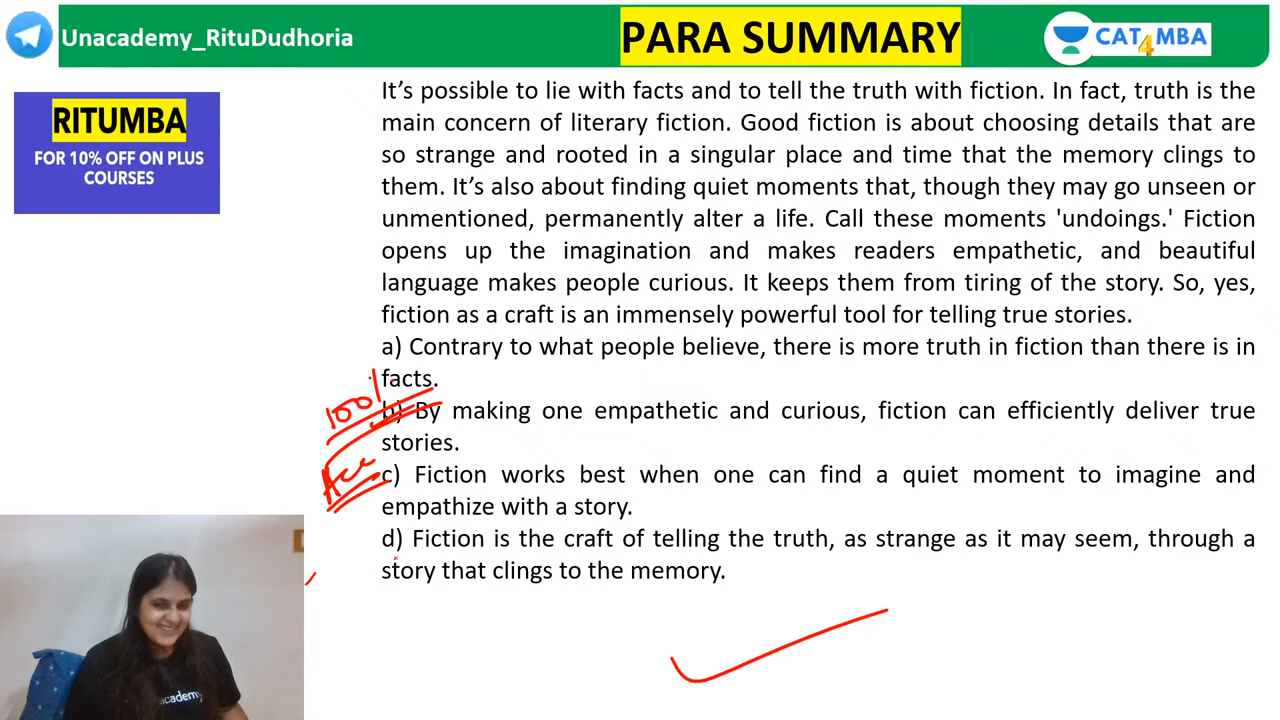 Unacademy_RituDudhoria
PARA SUMMARY
CAT4MBA
RITUMBA
FOR 10% OFF ON PLUS
COURSES
It’s possible to lie with facts and to tell the truth with fiction. In fact, truth is the
main concern of literary fiction. Good fiction is about choosing details that are
so strange and rooted in a singular place and time that the memory clings to
them. It’s also about finding quiet moments that, though they may go unseen or
unmentioned, permanently alter a life. Call these moments 'undoings.' Fiction
opens up the imagination and makes readers empathetic, and beautiful
language makes people curious. It keeps them from tiring of the story. So, yes,
fiction as a craft is an immensely powerful tool for telling true stories.
a) Contrary to what people believe, there is more truth in fiction than there is in
facts.
100%
b) By making one empathetic and curious, fiction can efficiently deliver true
stories.
Acc
c) Fiction works best when one can find a quiet moment to imagine and
empathize with a story.
d) Fiction is the craft of telling the truth, as strange as it may seem, through a
story that clings to the memory.
unacademy